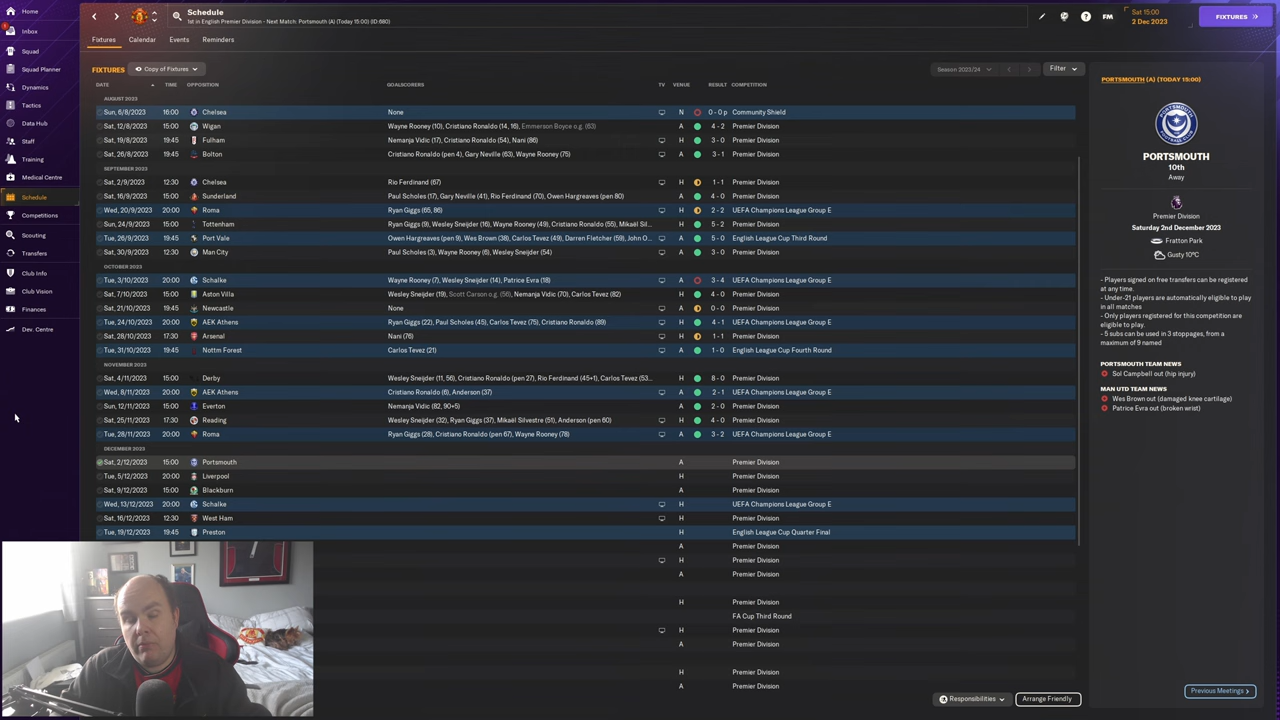 Home
Inbox
Squad
Squad Planner
Dynamics
Tactics
Data Hub
Staff
Training
Medical Centre
Schedule
Competitions
Scouting
Transfers
Club Info
Club Vision
Finances
Dev. Centre
Schedule
1st in English Premier Division - Next Match: Portsmouth (A) (Today 15:00) (ID:680)
FM
Sat 15:00
2 Dec 2023
FIXTURES
Fixtures Calendar Events Reminders
FIXTURES Copy of Fixtures Season 2023/24 Filter
DATE TIME OPPOSITION GOALSCORERS TV VENUE RESULT COMPETITION
AUGUST 2023
Sun, 6/8/2023 16:00 Chelsea None N 0 - 0 p Community Shield
Sat, 12/8/2023 15:00 Wigan Wayne Rooney (10), Cristiano Ronaldo (14, 16), Emmerson Boyce o.g. (63) A 4 - 2 Premier Division
Sat, 19/8/2023 19:45 Fulham Nemanja Vidic (17), Cristiano Ronaldo (54), Nani (86) H 3 - 0 Premier Division
Sat, 26/8/2023 19:45 Bolton Cristiano Ronaldo (pen 4), Gary Neville (63), Wayne Rooney (75) A 3 - 1 Premier Division
SEPTEMBER 2023
Sat, 2/9/2023 12:30 Chelsea Rio Ferdinand (67) H 1 - 1 Premier Division
Sat, 16/9/2023 15:00 Sunderland Paul Scholes (17), Gary Neville (41), Rio Ferdinand (70), Owen Hargreaves (pen 80) A 4 - 0 Premier Division
Wed, 20/9/2023 20:00 Roma Ryan Giggs (65, 86) H 2 - 2 UEFA Champions League Group E
Sun, 24/9/2023 15:00 Tottenham Ryan Giggs (9), Wesley Sneijder (16), Wayne Rooney (49), Cristiano Ronaldo (55), Mikaël Sil... H 5 - 2 Premier Division
Tue, 26/9/2023 19:45 Port Vale Owen Hargreaves (pen 9), Wes Brown (38), Carlos Tevez (49), Darren Fletcher (59), John O... A 5 - 0 English League Cup Third Round
Sat, 30/9/2023 12:30 Man City Paul Scholes (3), Wayne Rooney (6), Wesley Sneijder (54) A 3 - 0 Premier Division
OCTOBER 2023
Tue, 3/10/2023 20:00 Schalke Wayne Rooney (7), Wesley Sneijder (14), Patrice Evra (18) A 3 - 4 UEFA Champions League Group E
Sat, 7/10/2023 15:00 Aston Villa Wesley Sneijder (19), Scott Carson o.g. (56), Nemanja Vidic (70), Carlos Tevez (82) H 4 - 0 Premier Division
Sat, 21/10/2023 19:45 Newcastle None A 0 - 0 Premier Division
Tue, 24/10/2023 20:00 AEK Athens Ryan Giggs (22), Paul Scholes (45), Carlos Tevez (75), Cristiano Ronaldo (89) H 4 - 1 UEFA Champions League Group E
Sat, 28/10/2023 17:30 Arsenal Nani (76) H 1 - 1 Premier Division
Tue, 31/10/2023 19:45 Nottm Forest Carlos Tevez (21) H 1 - 0 English League Cup Fourth Round
NOVEMBER 2023
Sat, 4/11/2023 15:00 Derby Wesley Sneijder (11, 56), Cristiano Ronaldo (pen 27), Rio Ferdinand (45+1), Carlos Tevez (53... H 8 - 0 Premier Division
Wed, 8/11/2023 20:00 AEK Athens Cristiano Ronaldo (6), Anderson (37) A 2 - 1 UEFA Champions League Group E
Sun, 12/11/2023 15:00 Everton Nemanja Vidic (82, 90+5) A 2 - 0 Premier Division
Sat, 25/11/2023 17:30 Reading Wesley Sneijder (32), Ryan Giggs (37), Mikaël Silvestre (51), Anderson (pen 60) H 4 - 0 Premier Division
Tue, 28/11/2023 20:00 Roma Ryan Giggs (28), Cristiano Ronaldo (pen 67), Wayne Rooney (78) A 3 - 2 UEFA Champions League Group E
DECEMBER 2023
Sat, 2/12/2023 15:00 Portsmouth A Premier Division
Tue, 5/12/2023 20:00 Liverpool H Premier Division
Sat, 9/12/2023 15:00 Blackburn A Premier Division
Wed, 13/12/2023 20:00 Schalke H UEFA Champions League Group E
Sat, 16/12/2023 12:30 West Ham H Premier Division
Tue, 19/12/2023 19:45 Preston H English League Cup Quarter Final
A Premier Division
H Premier Division
A Premier Division
H Premier Division
FA Cup Third Round
H Premier Division
A Premier Division
H Premier Division
A Premier Division
Responsibilities Arrange Friendly
PORTSMOUTH (A) (TODAY 15:00)
PORTSMOUTH
PORTSMOUTH
10th
Away
Premier Division
Saturday 2nd December 2023
Fratton Park
Gusty 10°C
- Players signed on free transfers can be registered
at any time.
- Under-21 players are automatically eligible to play
in all matches
- Only players registered for this competition are
eligible to play.
- 5 subs can be used in 3 stoppages, from a
maximum of 9 named
PORTSMOUTH TEAM NEWS
Sol Campbell out (hip injury)
MAN UTD TEAM NEWS
Wes Brown out (damaged knee cartilage)
Patrice Evra out (broken wrist)
Previous Meetings